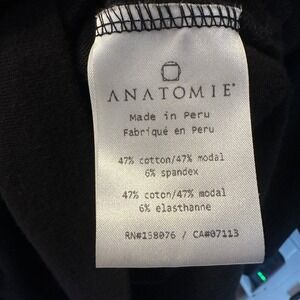 ANATOMIE®
Made in Peru
Fabriqué en Peru
47% cotton/47% modal
6% spandex
47% coton/47% modal
6% elasthanne
RN#158076 / CA#07113